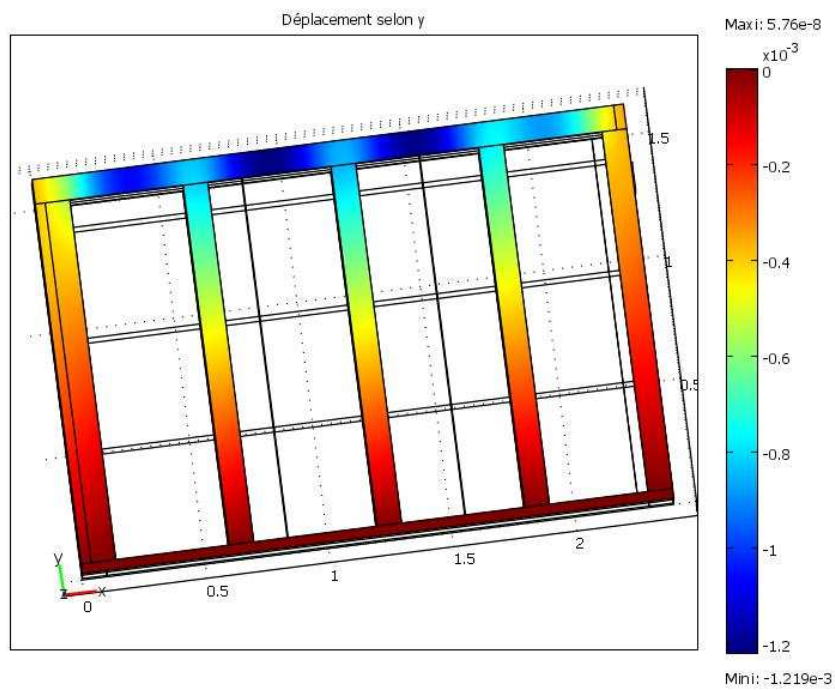 Déplacement selon y
Maxi: 5.76e-8
x10-3
0
-0.2
-0.4
-0.6
-0.8
-1
-1.2
Mini: -1.219e-3
1.5
1
0.5
0
0.5
1
1.5
2
y
z
x